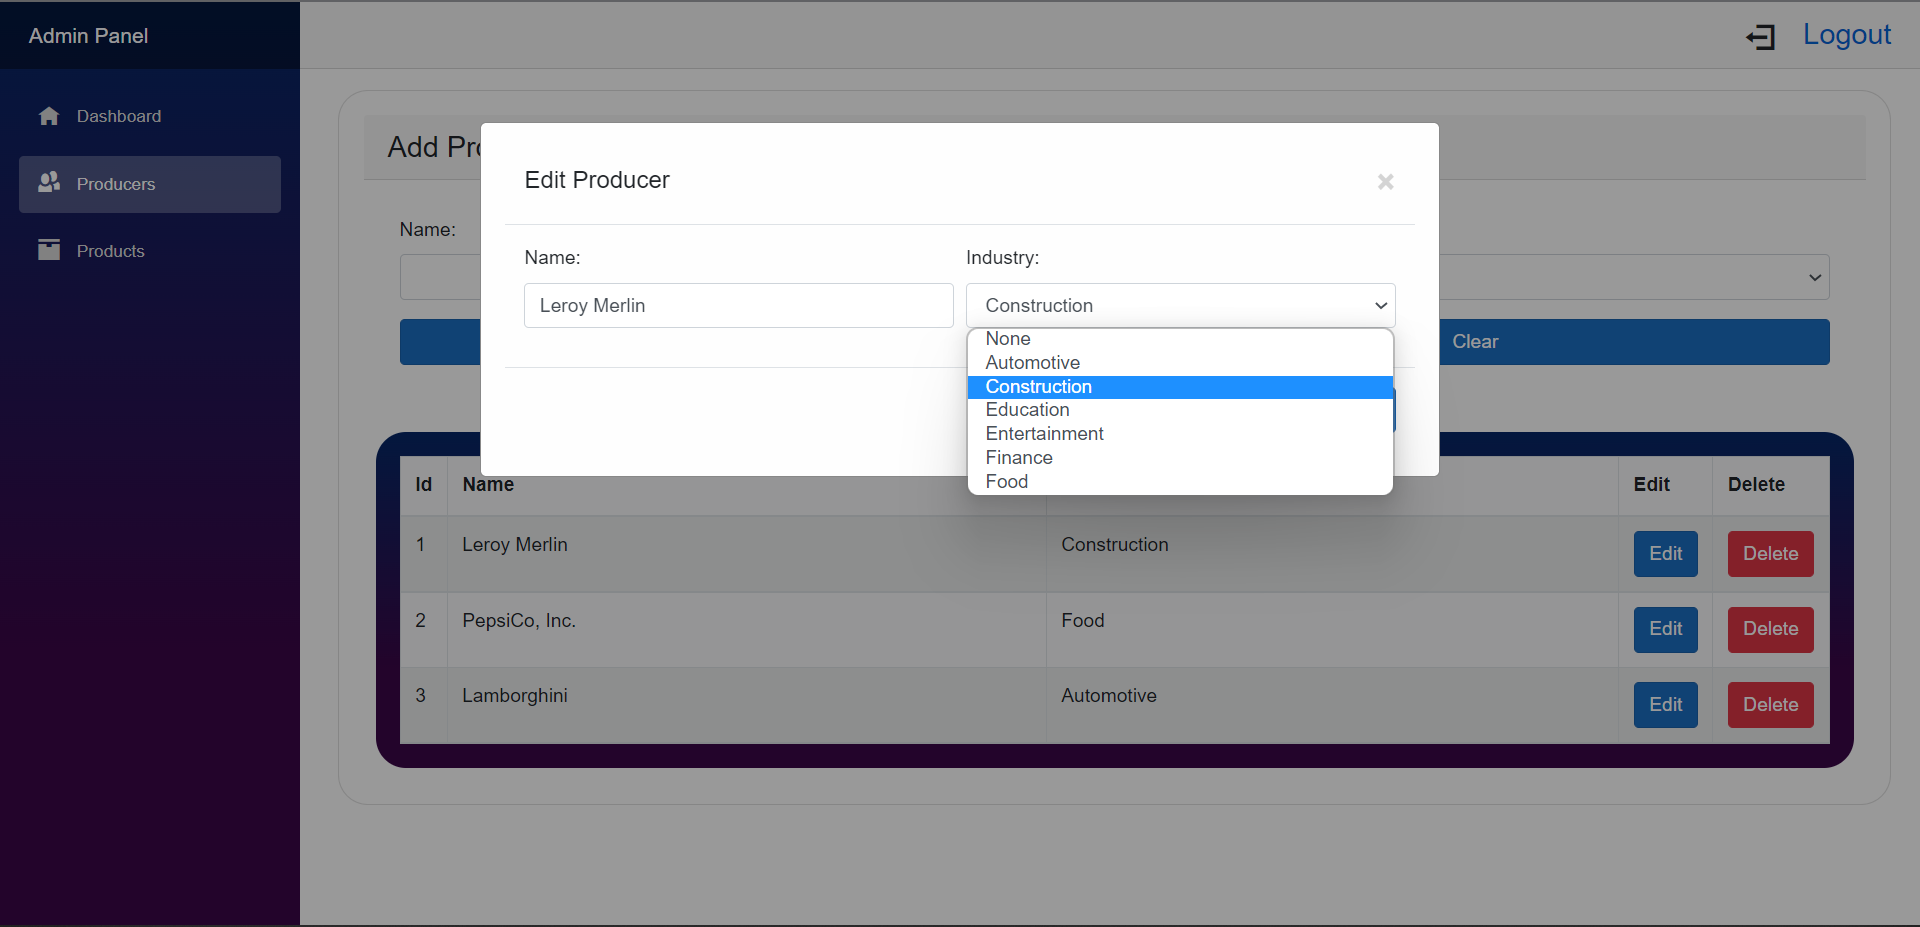 Admin Panel
Logout
Dashboard
Producers
Products
Add Pro
Name:
Clear
Edit Producer
×
Name:
Industry:
Leroy Merlin
Construction
None
Automotive
Construction
Education
Entertainment
Finance
Food
Id Name Edit Delete
1 Leroy Merlin Construction Edit Delete
2 PepsiCo, Inc. Food Edit Delete
3 Lamborghini Automotive Edit Delete